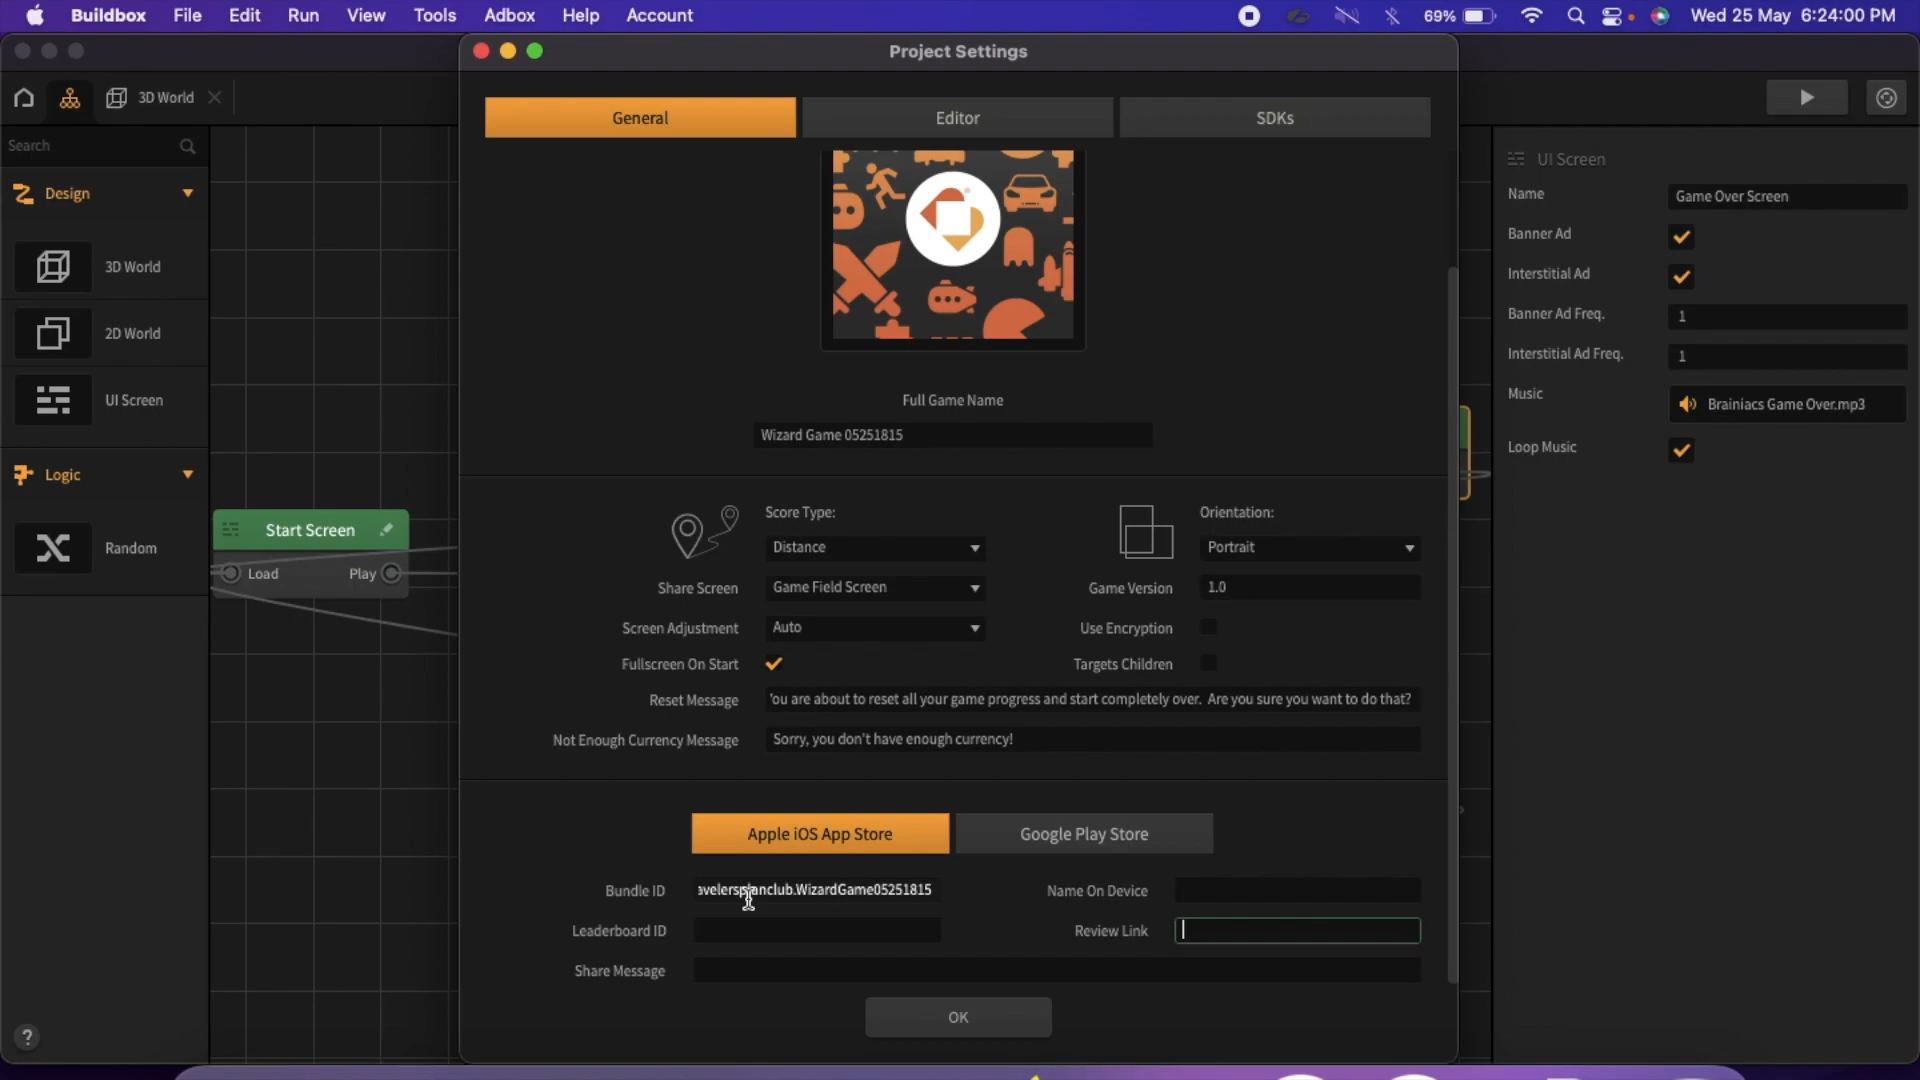 Buildbox File Edit Run View Tools Adbox Help Account 69% Wed 25 May 6:24:00 PM
Project Settings
3D World
General Editor SDKs
Search
Design
3D World
2D World
UI Screen
Logic
Random
Start Screen
Load Play
Full Game Name
Wizard Game 05251815
Score Type: Orientation:
Distance Portrait
Share Screen Game Field Screen Game Version 1.0
Screen Adjustment Auto Use Encryption
Fullscreen On Start Targets Children
Reset Message 'ou are about to reset all your game progress and start completely over. Are you sure you want to do that?
Not Enough Currency Message Sorry, you don't have enough currency!
Apple iOS App Store Google Play Store
Bundle ID avelersplanclub.WizardGame05251815 Name On Device
Leaderboard ID Review Link
Share Message
OK
UI Screen
Name Game Over Screen
Banner Ad
Interstitial Ad
Banner Ad Freq. 1
Interstitial Ad Freq. 1
Music Brainiacs Game Over.mp3
Loop Music
?